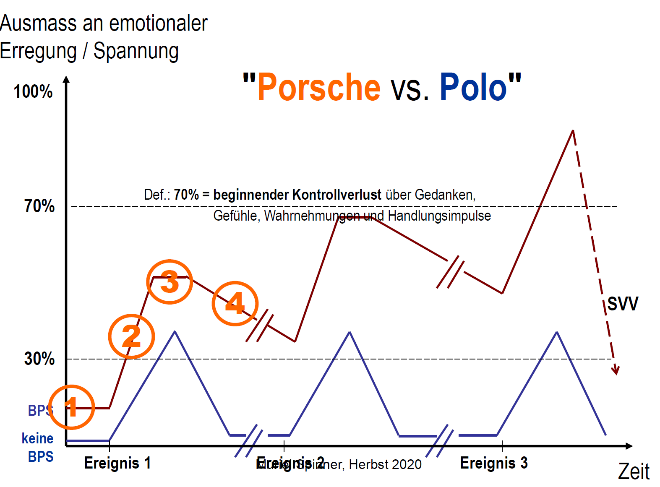 Ausmass an emotionaler
Erregung / Spannung
"Porsche vs. Polo"
100%
Def.: 70% = beginnender Kontrollverlust über Gedanken,
70%
Gefühle, Wahrnehmungen und Handlungsimpulse
3
4
SVV
2
30%
1
BPS
keine
BPS
Ereignis 1
Ereignis 2
Spinner, Herbst 2020
Ereignis 3
Zeit